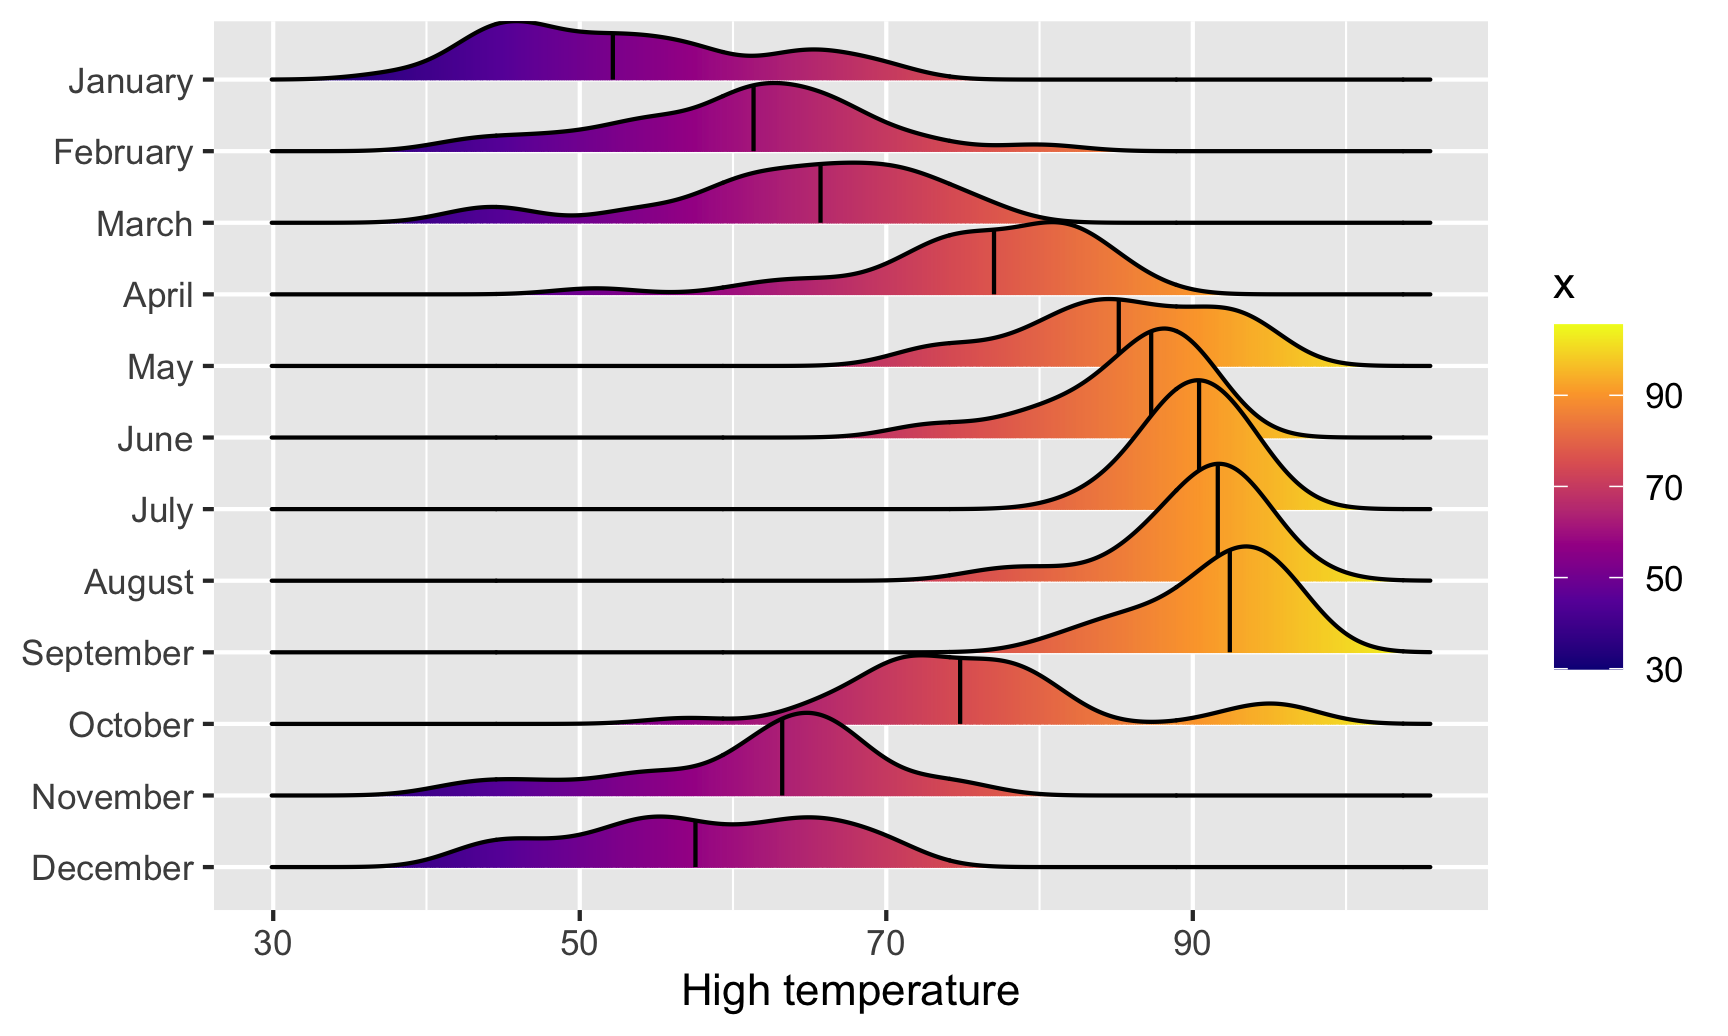 January
February
March
April
May
June
July
August
September
October
November
December
30 50 70 90
High temperature
x
90
70
50
30